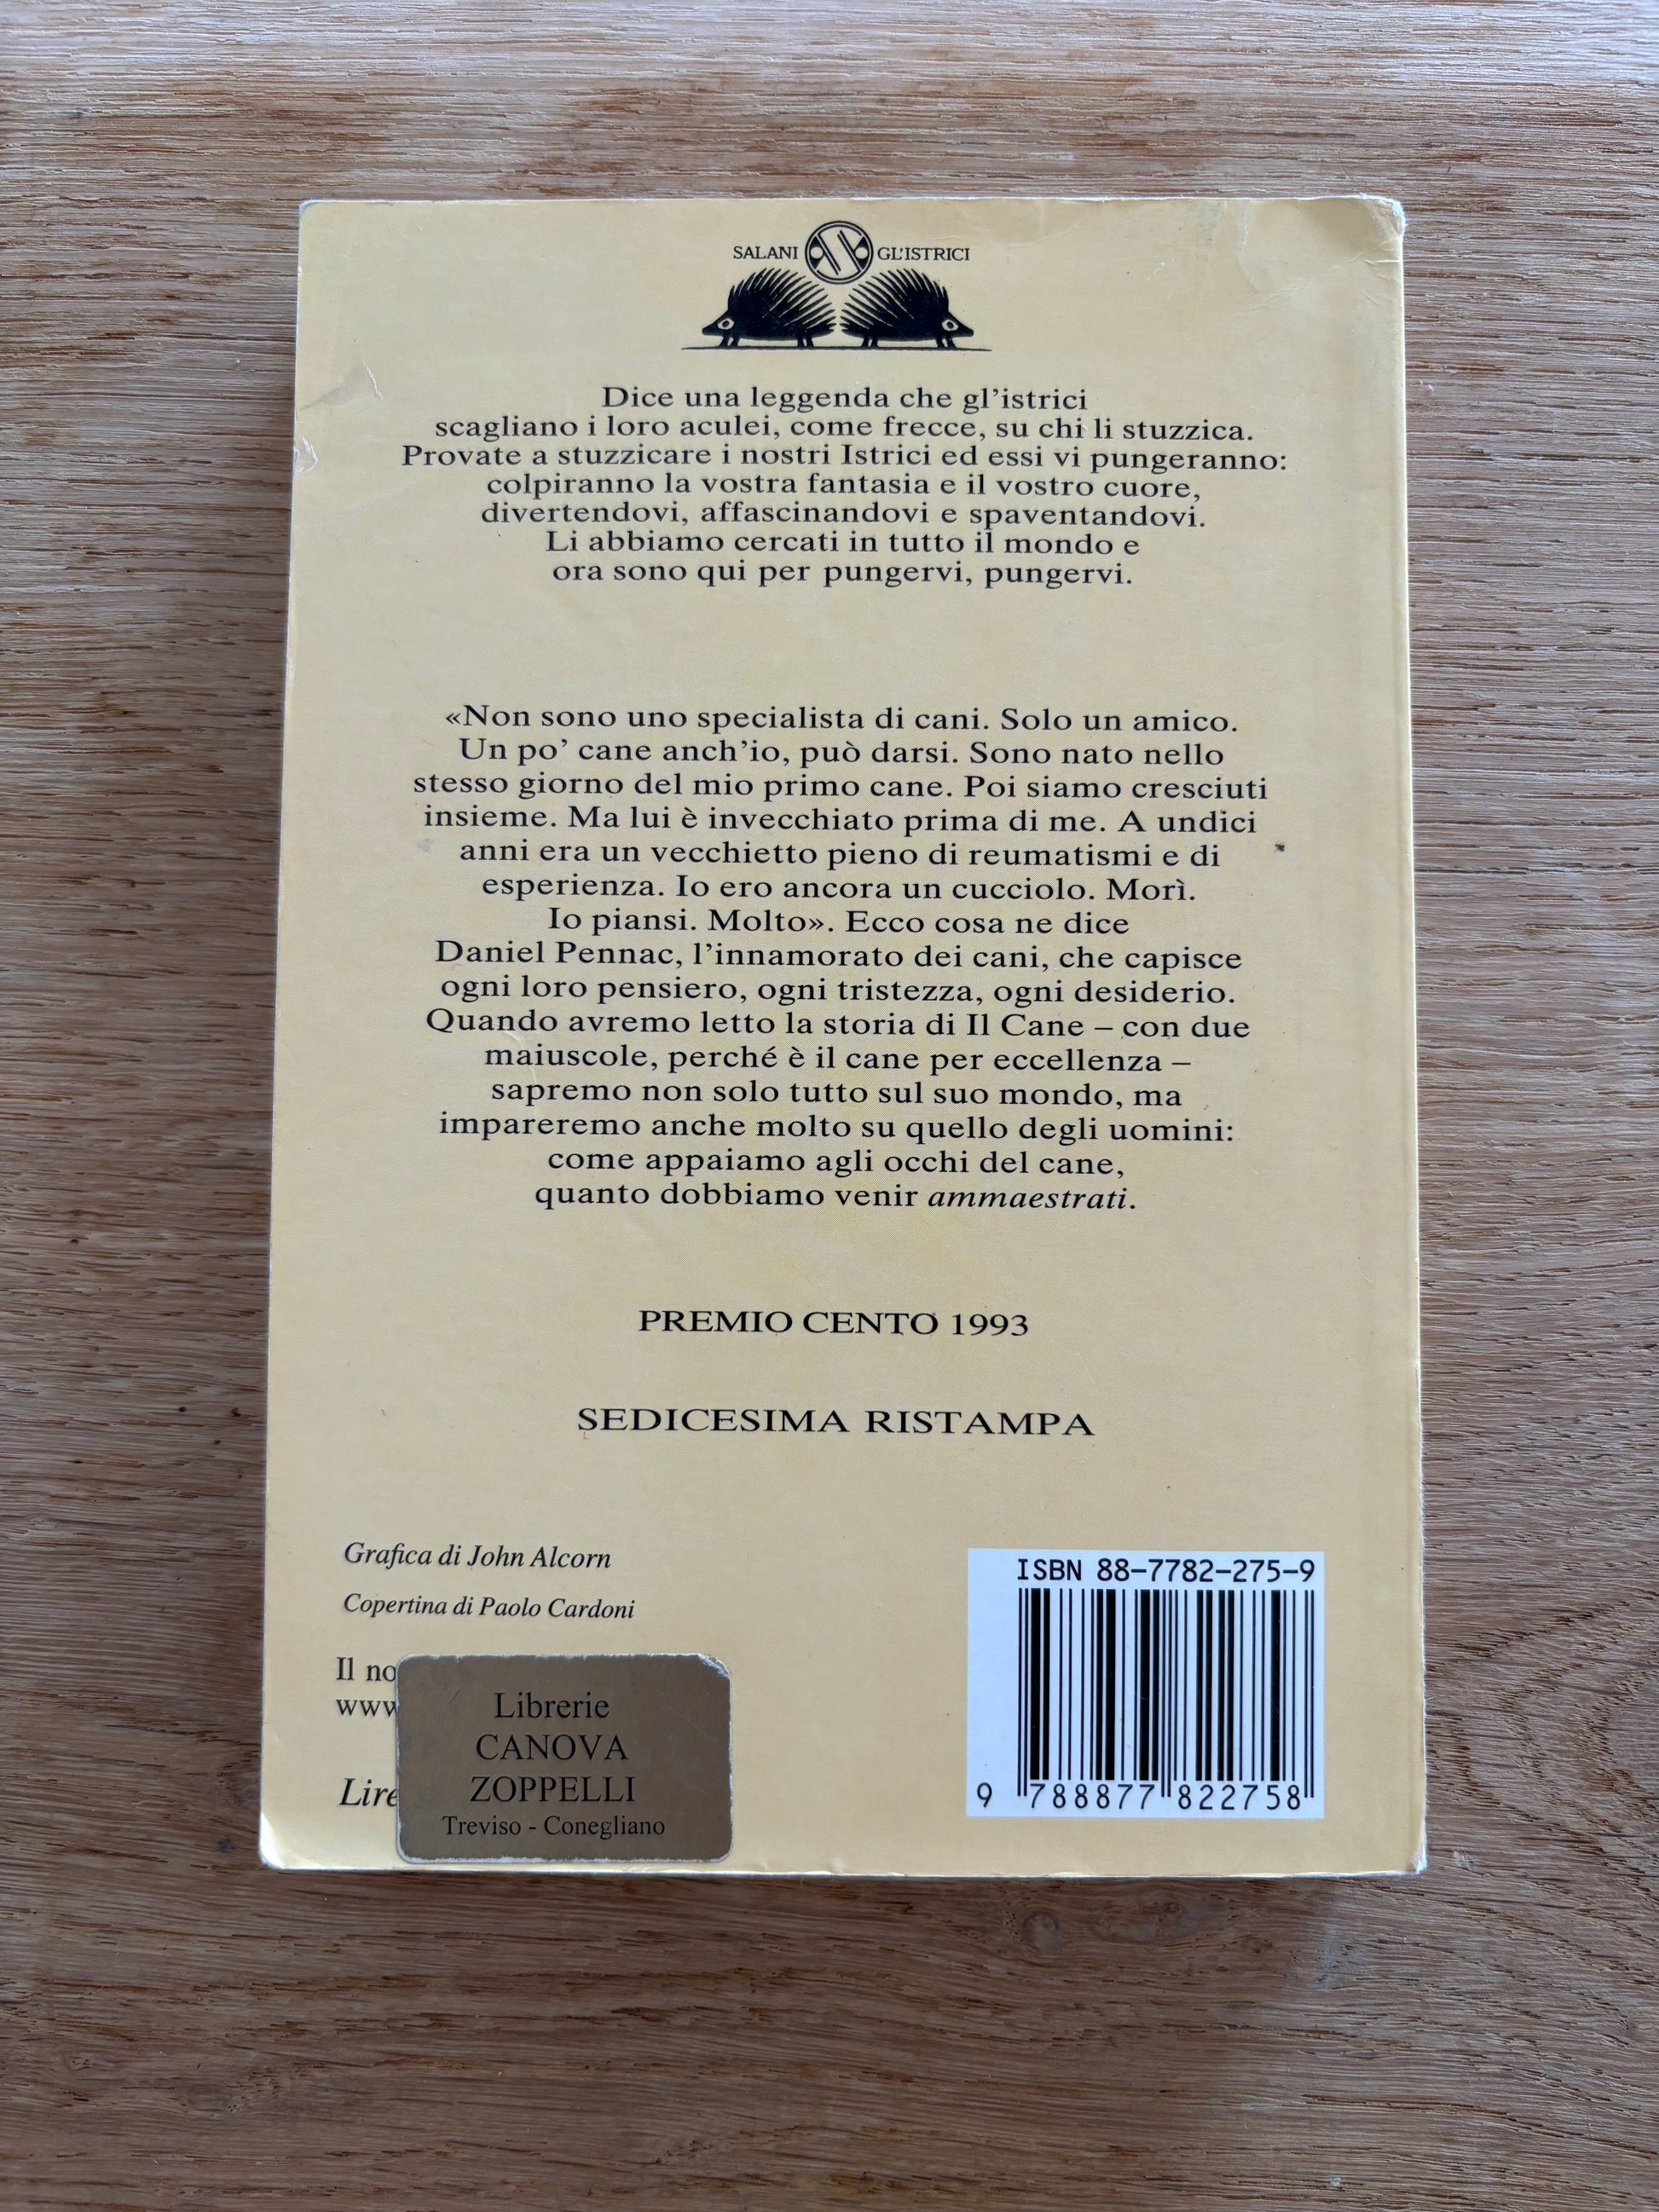 SALANI GL'ISTRICI
Dice una leggenda che gl'istrici
scagliano i loro aculei, come frecce, su chi li stuzzica.
Provate a stuzzicare i nostri Istrici ed essi vi pungeranno:
colpiranno la vostra fantasia e il vostro cuore,
divertendovi, affascinandovi e spaventandovi.
Li abbiamo cercati in tutto il mondo e
ora sono qui per pungervi, pungervi.
«Non sono uno specialista di cani. Solo un amico.
Un po' cane anch'io, può darsi. Sono nato nello
stesso giorno del mio primo cane. Poi siamo cresciuti
insieme. Ma lui è invecchiato prima di me. A undici
anni era un vecchietto pieno di reumatismi e di
esperienza. Io ero ancora un cucciolo. Morì.
Io piansi. Molto». Ecco cosa ne dice
Daniel Pennac, l'innamorato dei cani, che capisce
ogni loro pensiero, ogni tristezza, ogni desiderio.
Quando avremo letto la storia di Il Cane – con due
maiuscole, perché è il cane per eccellenza –
sapremo non solo tutto sul suo mondo, ma
impareremo anche molto su quello degli uomini:
come appaiamo agli occhi del cane,
quanto dobbiamo venir ammaestrati.
PREMIO CENTO 1993
SEDICESIMA RISTAMPA
Grafica di John Alcorn
Copertina di Paolo Cardoni
Il no
www
Lire
Librerie
CANOVA
ZOPPELLI
Treviso - Conegliano
ISBN 88-7782-275-9
9 788877 822758